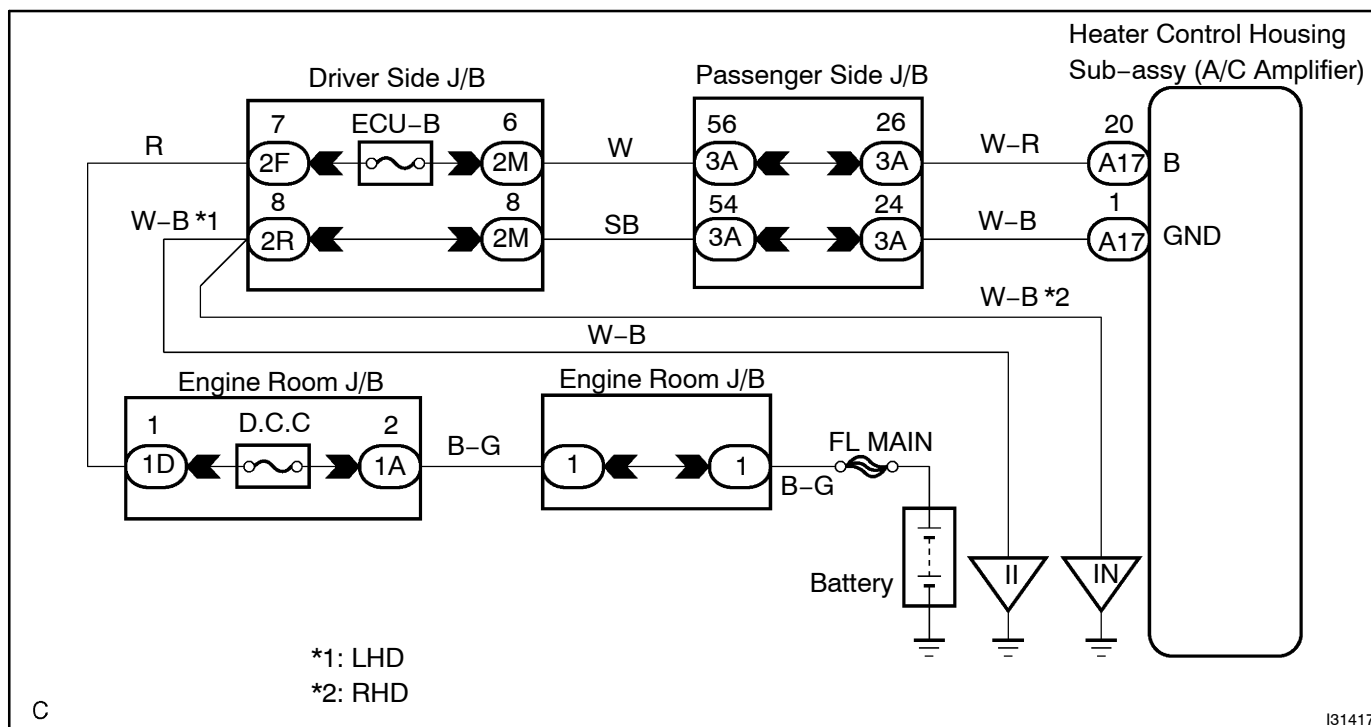 Heater Control Housing
Sub−assy (A/C Amplifier)
Driver Side J/B
Passenger Side J/B
7 ECU−B 6 56 26 20
R 2F 2M W 3A 3A W−R A17 B
8 8 54 24 1
W−B *1 2R 2M SB 3A 3A W−B A17 GND
W−B *2
W−B
Engine Room J/B Engine Room J/B
1 D.C.C 2
1D 1A B−G 1 1 B−G FL MAIN
Battery II IN
*1: LHD
*2: RHD
C I31417